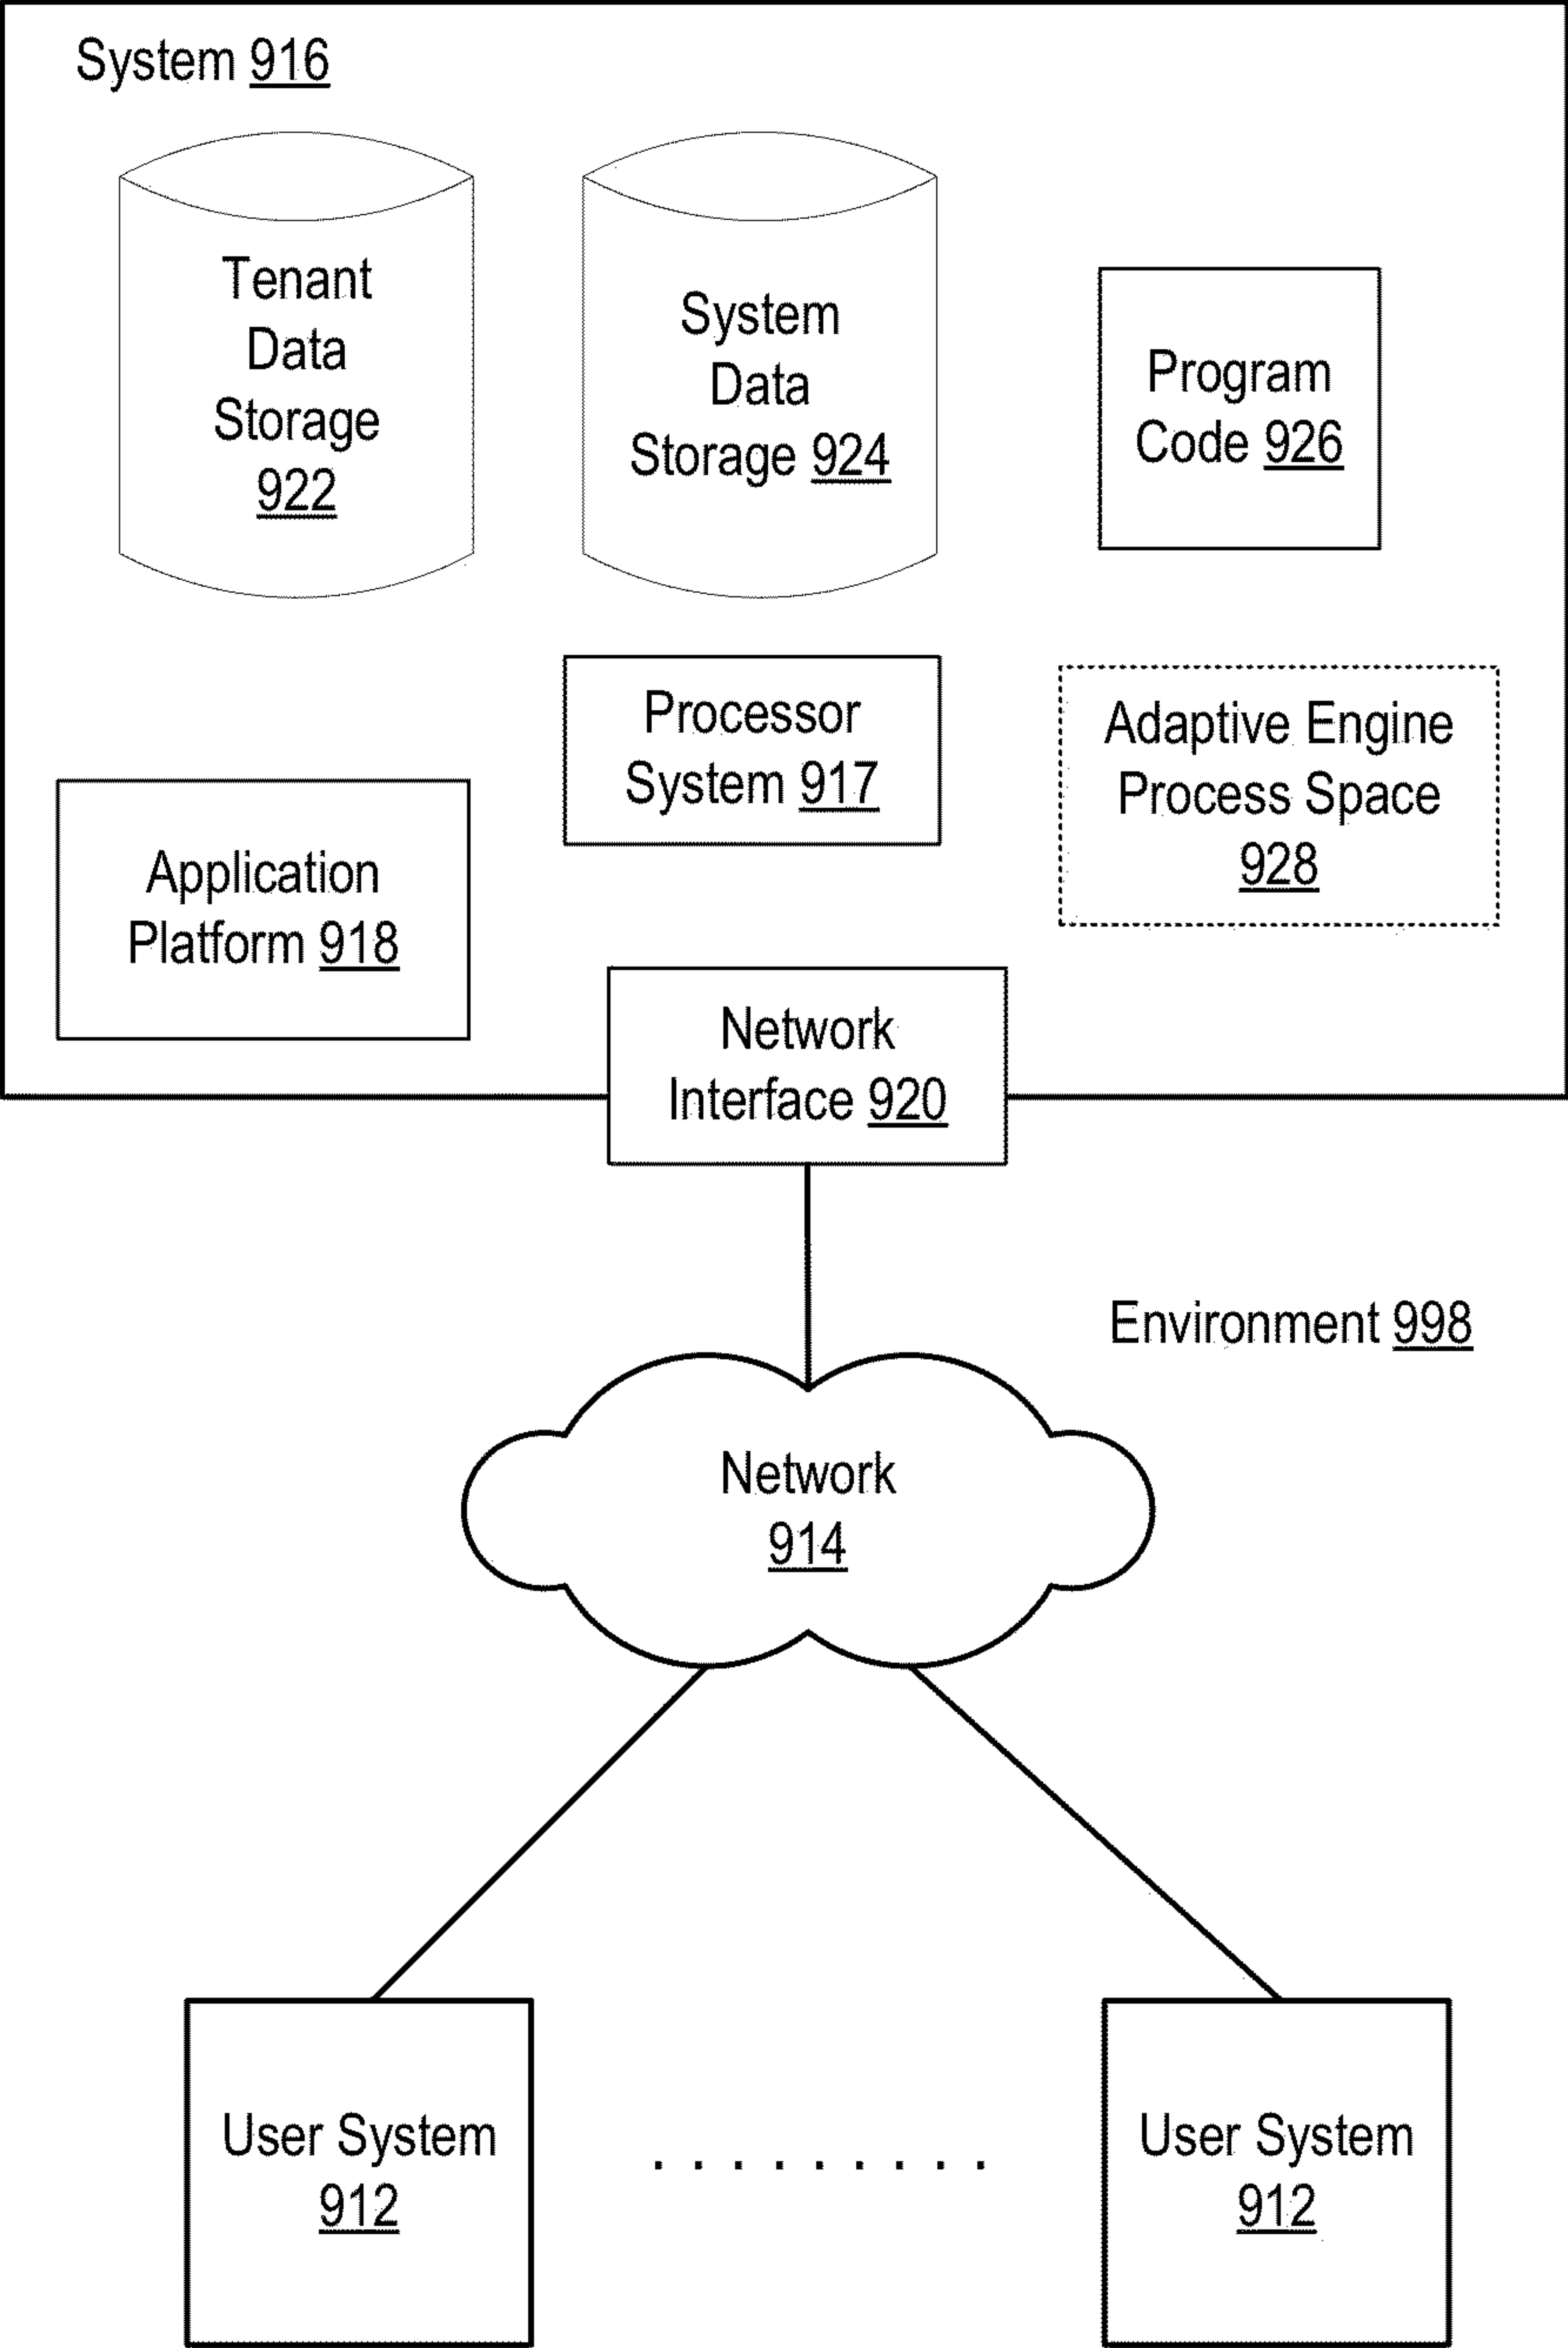 System 916
Tenant
Data
Storage
922
System
Data
Storage 924
Program
Code 926
Processor
System 917
Adaptive Engine
Process Space
928
Application
Platform 918
Network
Interface 920
Environment 998
Network
914
User System
912
. . . . . . . . .
User System
912